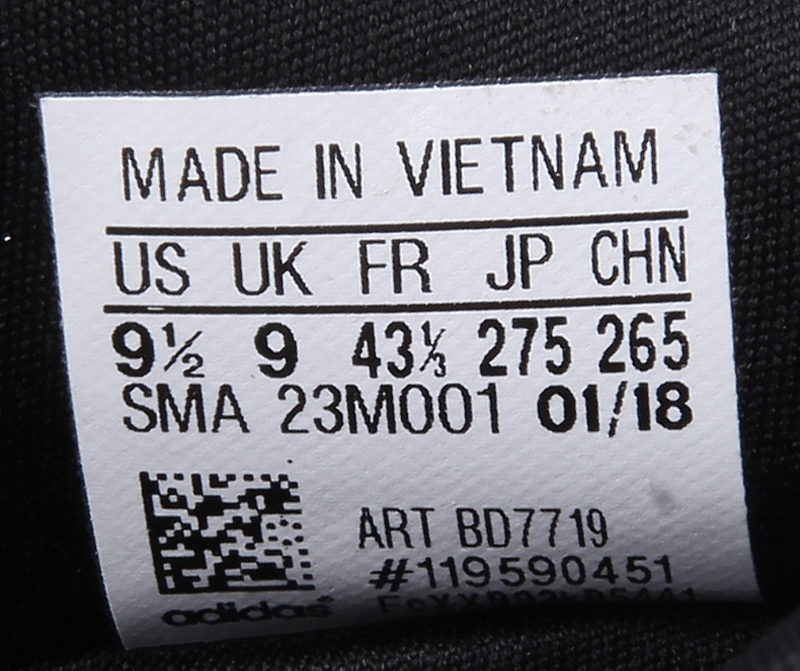 MADE IN VIETNAM
US UK FR JP CHN
9½ 9 43⅓ 275 265
SMA 23M001 01/18
ART BD7719
#119590451
adidas